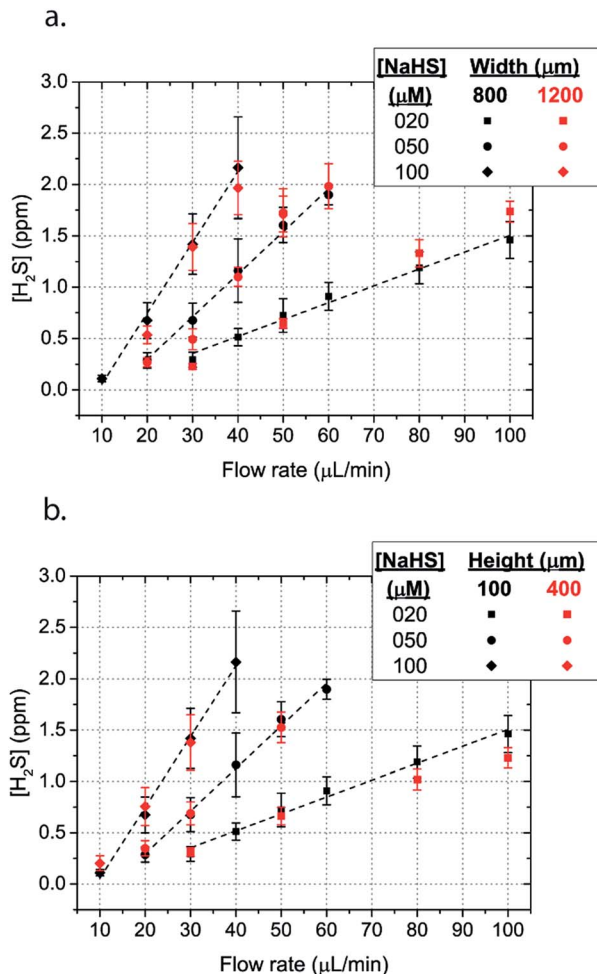 a.
[NaHS] Width (μm)
(μM) 800 1200
020
050
100
3.0
2.5
2.0
1.5
1.0
0.5
0.0
[H₂S] (ppm)
10 20 30 40 50 60 70 80 90 100
Flow rate (μL/min)
b.
[NaHS] Height (μm)
(μM) 100 400
020
050
100
3.0
2.5
2.0
1.5
1.0
0.5
0.0
[H₂S] (ppm)
10 20 30 40 50 60 70 80 90 100
Flow rate (μL/min)